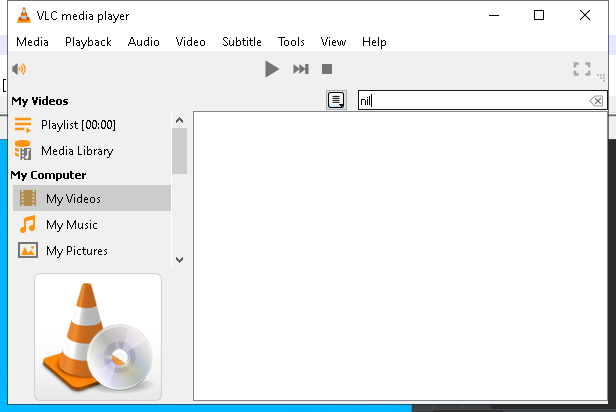 VLC media player
Media Playback Audio Video Subtitle Tools View Help
My Videos
nil
Playlist [00:00]
Media Library
My Computer
My Videos
My Music
My Pictures